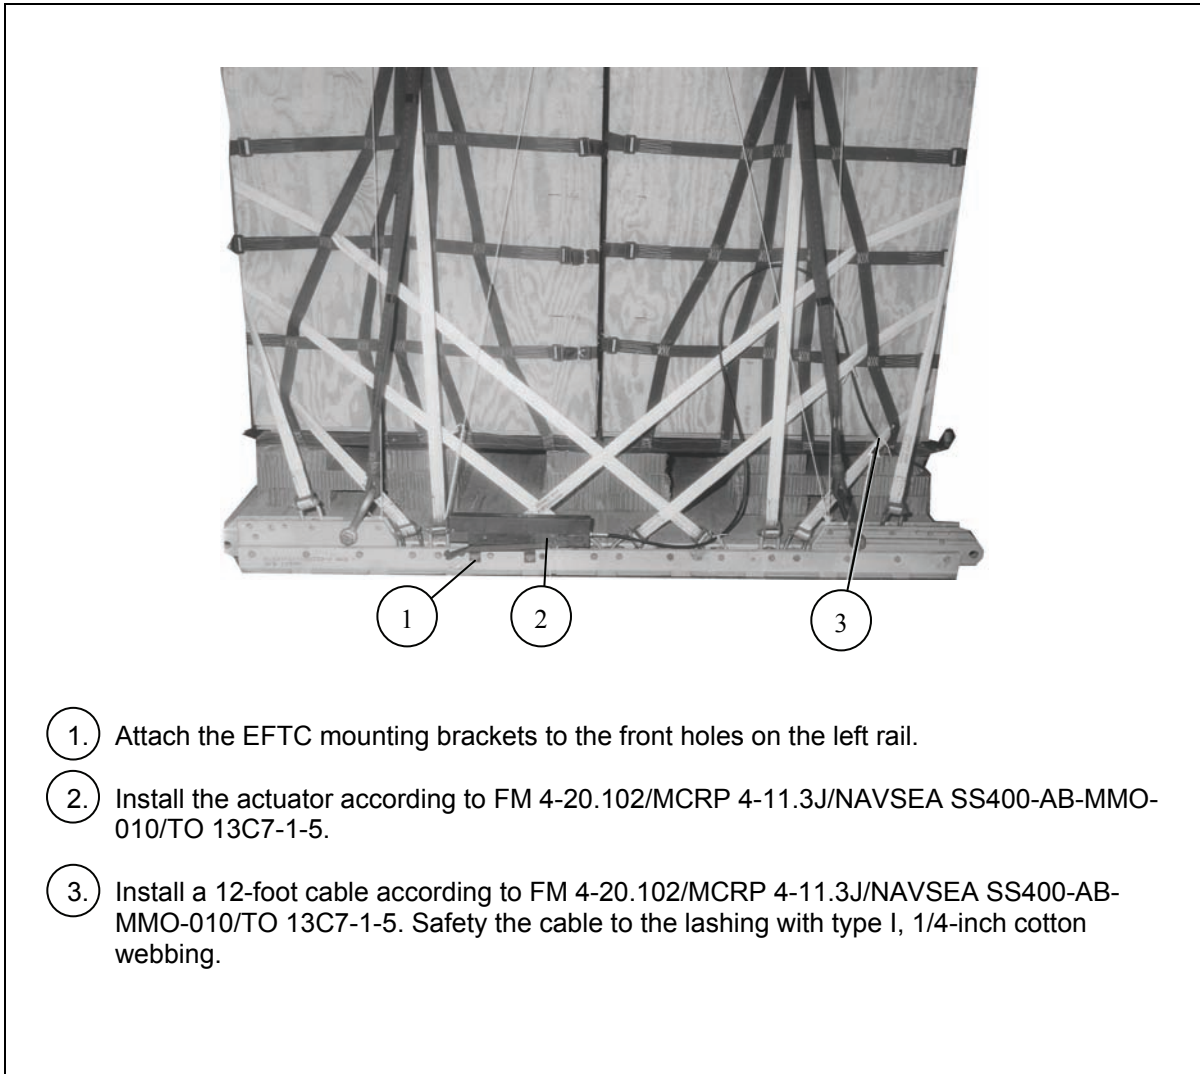 1
2
3
1. Attach the EFTC mounting brackets to the front holes on the left rail.
2. Install the actuator according to FM 4-20.102/MCRP 4-11.3J/NAVSEA SS400-AB-MMO-
010/TO 13C7-1-5.
3. Install a 12-foot cable according to FM 4-20.102/MCRP 4-11.3J/NAVSEA SS400-AB-
MMO-010/TO 13C7-1-5. Safety the cable to the lashing with type I, 1/4-inch cotton
webbing.